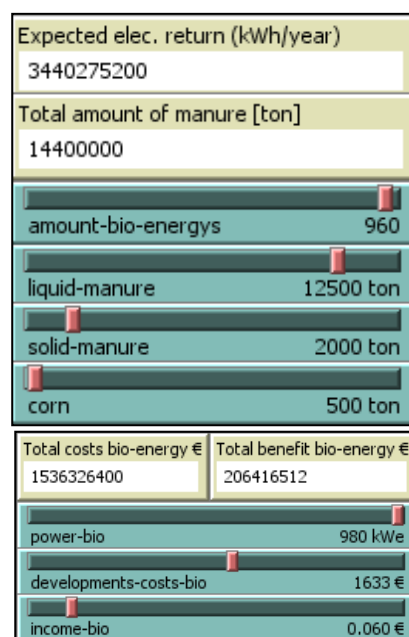 Expected elec. return (kWh/year)
3440275200
Total amount of manure [ton]
14400000
amount-bio-energys 960
liquid-manure 12500 ton
solid-manure 2000 ton
corn 500 ton
Total costs bio-energy € Total benefit bio-energy €
1536326400 206416512
power-bio 980 kWe
developments-costs-bio 1633 €
income-bio 0.060 €